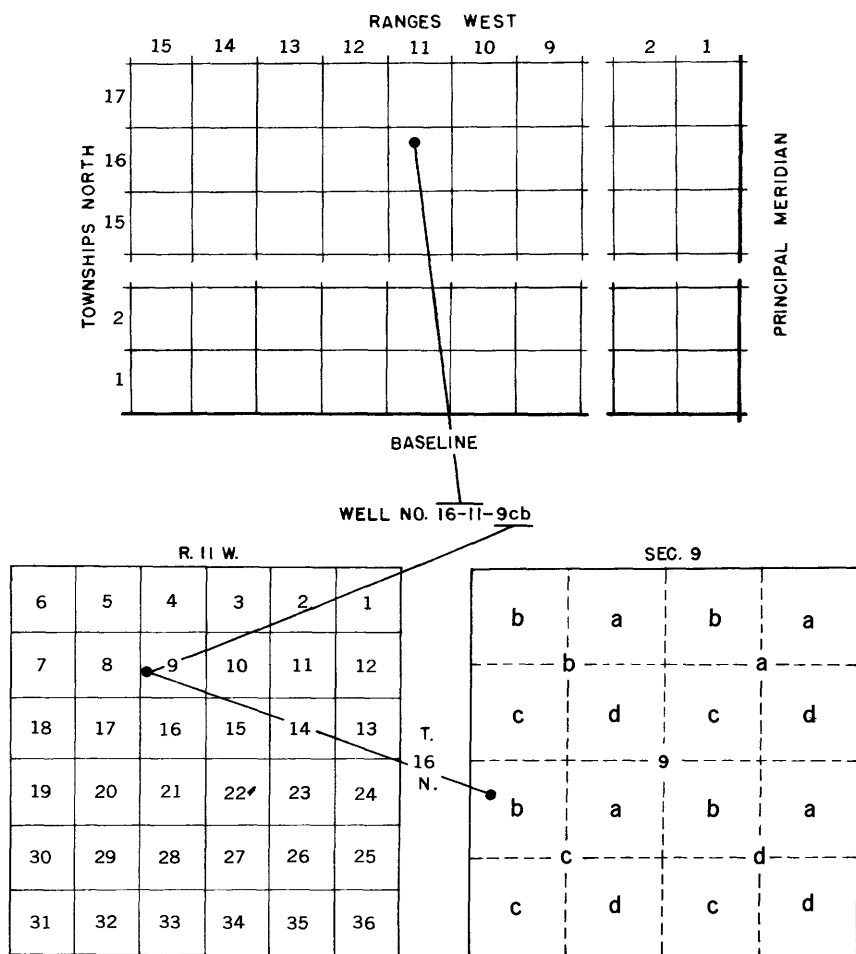 RANGES WEST
15 14 13 12 11 10 9 2 1
TOWNSHIPS NORTH
17
16
15
2
1
PRINCIPAL MERIDIAN
BASELINE
WELL NO. 16-11-9cb
R. 11 W.
6 5 4 3 2 1
7 8 9 10 11 12
18 17 16 15 14 13
19 20 21 22 23 24
30 29 28 27 26 25
31 32 33 34 35 36
T.
16
N.
SEC. 9
b a b a
b a
c d c d
9
b a b a
c d
c d c d